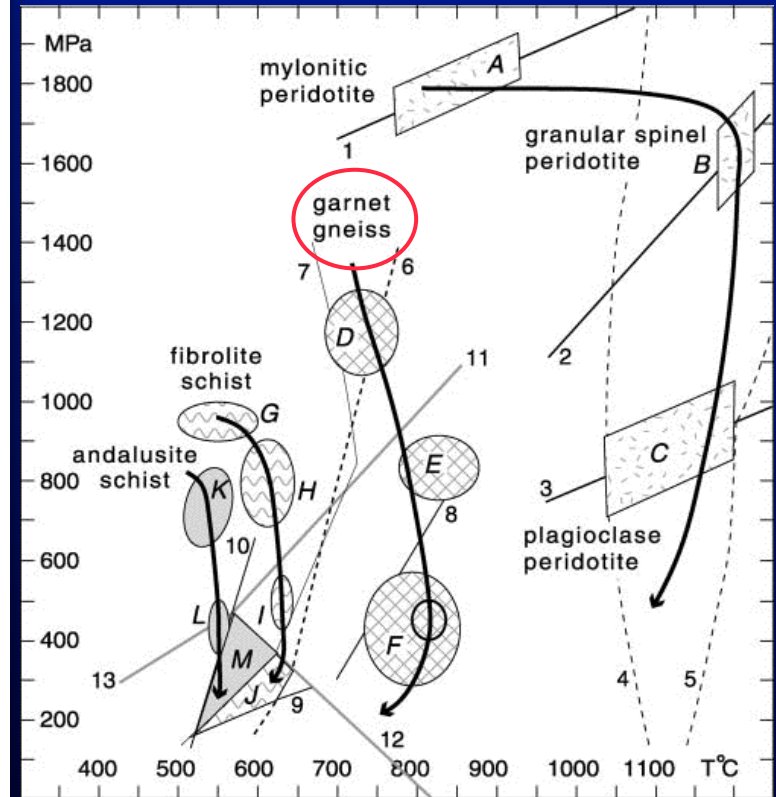 MPa
1800
1600
1400
1200
1000
800
600
400
200
mylonitic
peridotite
A
1
granular spinel
peridotite
B
garnet
gneiss
7
6
2
D
fibrolite
schist
11
G
andalusite
schist
K
H
E
C
3
8
plagioclase
peridotite
10
L
I
F
M
13
J
9
4
5
12
400
500
600
700
800
900
1000
1100
T°C